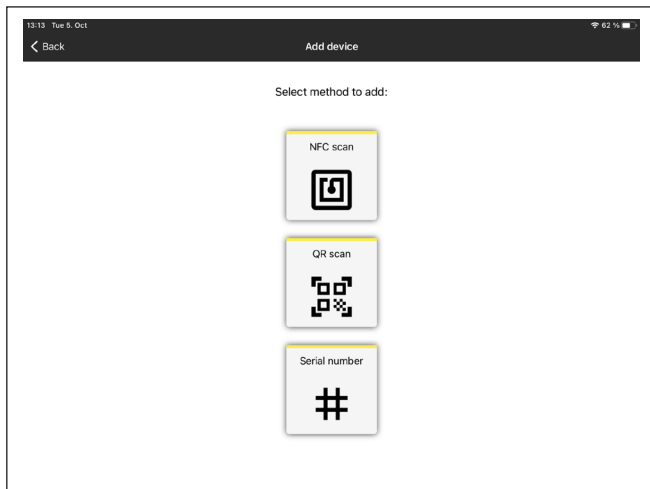 13:13 Tue 5. Oct
62 %
Back
Add device
Select method to add:
NFC scan
QR scan
Serial number